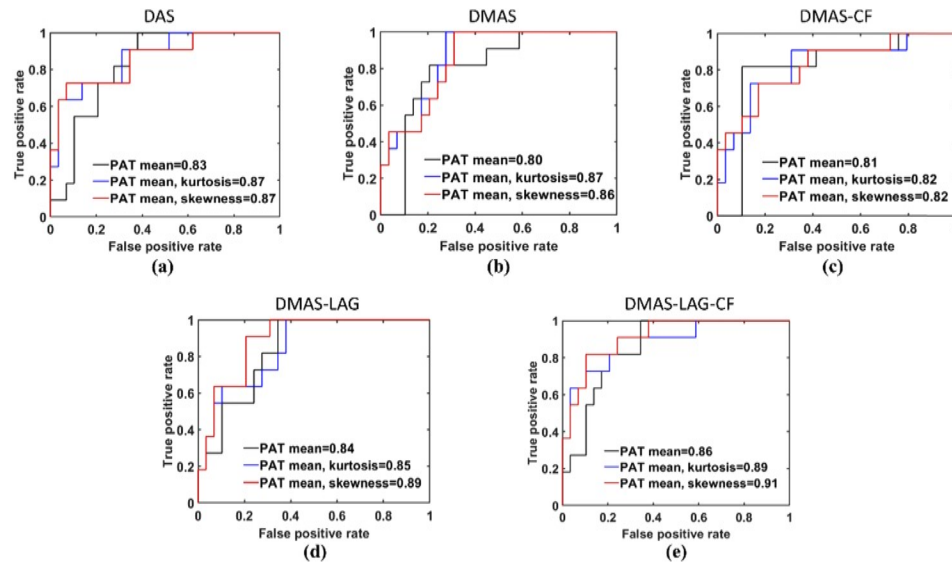 DAS
1
0.8
0.6
0.4
0.2
0
True positive rate
PAT mean=0.83
PAT mean, kurtosis=0.87
PAT mean, skewness=0.87
0 0.2 0.4 0.6 0.8 1
False positive rate
(a)
DMAS
1
0.8
0.6
0.4
0.2
0
True positive rate
PAT mean=0.80
PAT mean, kurtosis=0.87
PAT mean, skewness=0.86
0 0.2 0.4 0.6 0.8 1
False positive rate
(b)
DMAS-CF
1
0.8
0.6
0.4
0.2
0
True positive rate
PAT mean=0.81
PAT mean, kurtosis=0.82
PAT mean, skewness=0.82
0 0.2 0.4 0.6 0.8
False positive rate
(c)
DMAS-LAG
1
0.8
0.6
0.4
0.2
0
True positive rate
PAT mean=0.84
PAT mean, kurtosis=0.85
PAT mean, skewness=0.89
0 0.2 0.4 0.6 0.8 1
False positive rate
(d)
DMAS-LAG-CF
1
0.8
0.6
0.4
0.2
0
True positive rate
PAT mean=0.86
PAT mean, kurtosis=0.89
PAT mean, skewness=0.91
0 0.2 0.4 0.6 0.8 1
False positive rate
(e)